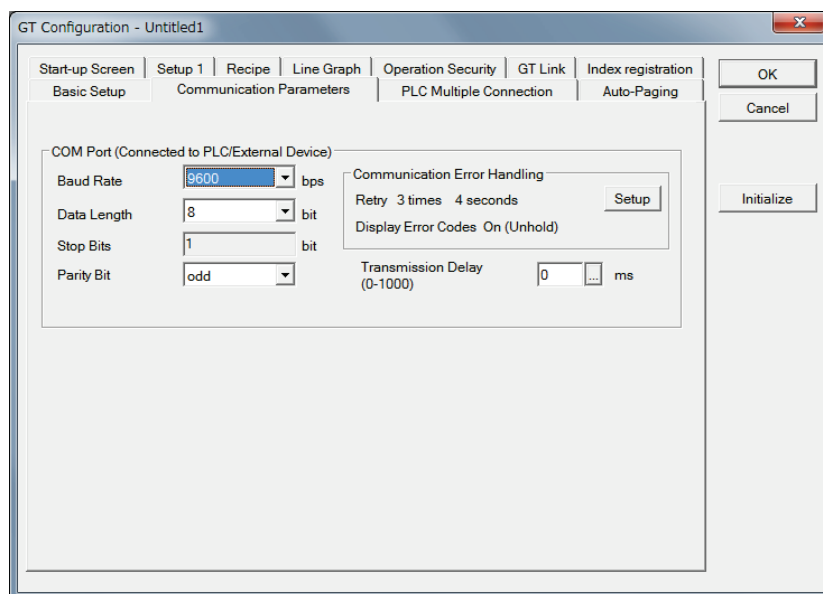 GT Configuration - Untitled1
Start-up Screen Setup 1 Recipe Line Graph Operation Security GT Link Index registration
Basic Setup Communication Parameters PLC Multiple Connection Auto-Paging
OK
Cancel
Initialize
COM Port (Connected to PLC/External Device)
Baud Rate 9600 bps
Data Length 8 bit
Stop Bits 1 bit
Parity Bit odd
Communication Error Handling
Retry 3 times 4 seconds Setup
Display Error Codes On (Unhold)
Transmission Delay
(0-1000) 0 ... ms